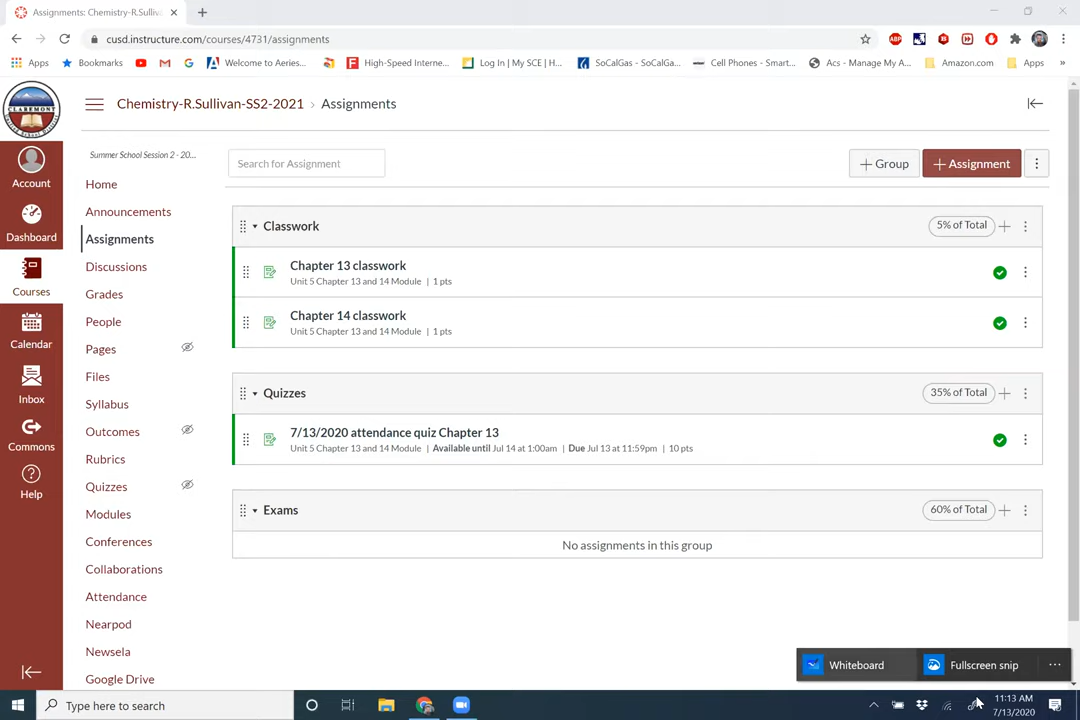 Assignments: Chemistry-R.Sulliv
cusd.instructure.com/courses/4731/assignments
Apps
Bookmarks
Welcome to Aeries...
High-Speed Interne...
Log In | My SCE | H...
SoCalGas - SoCalGa...
Cell Phones - Smart...
Acs - Manage My A...
Amazon.com
Apps
»
CLAREMONT
Chemistry-R.Sullivan-SS2-2021 › Assignments
Account
Dashboard
Courses
Calendar
Inbox
Commons
Help
Summer School Session 2 - 20...
Home
Announcements
Assignments
Discussions
Grades
People
Pages
Files
Syllabus
Outcomes
Rubrics
Quizzes
Modules
Conferences
Collaborations
Attendance
Nearpod
Newsela
Google Drive
Search for Assignment
+ Group
+ Assignment
Classwork
5% of Total
Chapter 13 classwork
Unit 5 Chapter 13 and 14 Module | 1 pts
Chapter 14 classwork
Unit 5 Chapter 13 and 14 Module | 1 pts
Quizzes
35% of Total
7/13/2020 attendance quiz Chapter 13
Unit 5 Chapter 13 and 14 Module | Available until Jul 14 at 1:00am | Due Jul 13 at 11:59pm | 10 pts
Exams
60% of Total
No assignments in this group
Whiteboard
Fullscreen snip
Type here to search
11:13 AM
7/13/2020